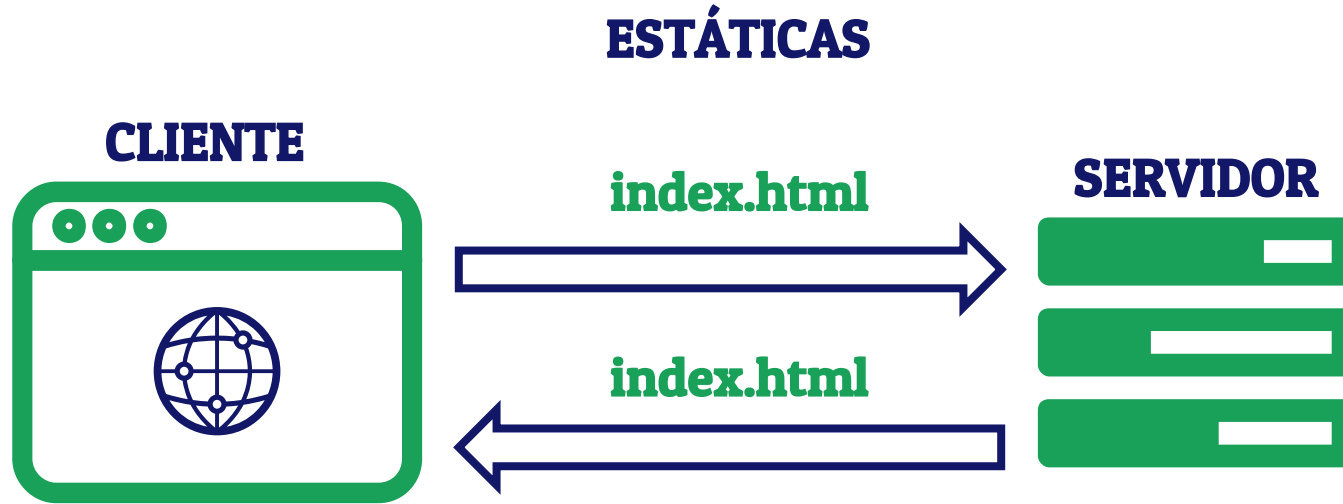 ESTÁTICAS
CLIENTE
SERVIDOR
index.html
index.html